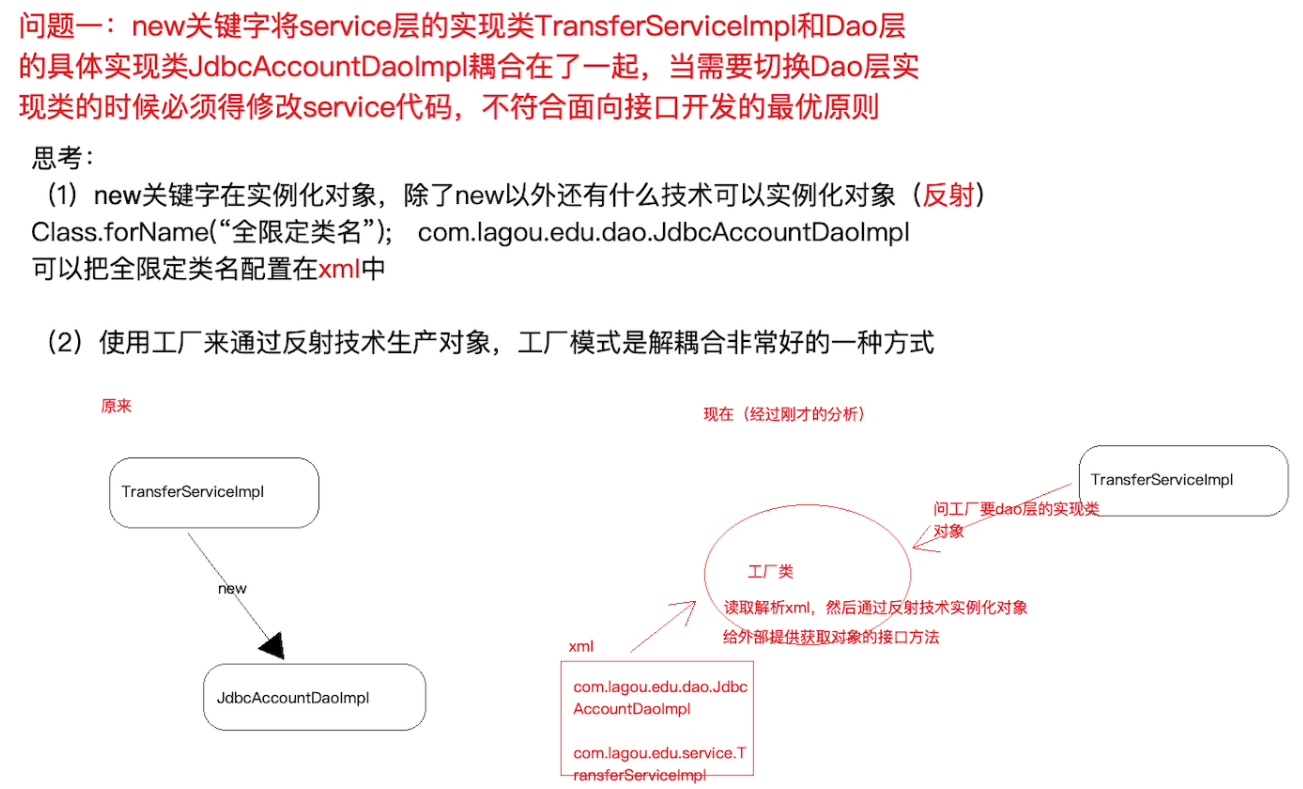 问题一：new关键字将service层的实现类TransferServiceImpl和Dao层
的具体实现类JdbcAccountDaoImpl耦合在了一起，当需要切换Dao层实
现类的时候必须得修改service代码，不符合面向接口开发的最优原则
思考：
（1）new关键字在实例化对象，除了new以外还有什么技术可以实例化对象（反射）
Class.forName(“全限定类名”); com.lagou.edu.dao.JdbcAccountDaoImpl
可以把全限定类名配置在xml中
（2）使用工厂来通过反射技术生产对象，工厂模式是解耦合非常好的一种方式
原来
TransferServiceImpl
new
JdbcAccountDaoImpl
现在（经过刚才的分析）
TransferServiceImpl
问工厂要dao层的实现类
对象
工厂类
读取解析xml，然后通过反射技术实例化对象
给外部提供获取对象的接口方法
xml
com.lagou.edu.dao.Jdbc
AccountDaoImpl
com.lagou.edu.service.T
ransferServiceImpl